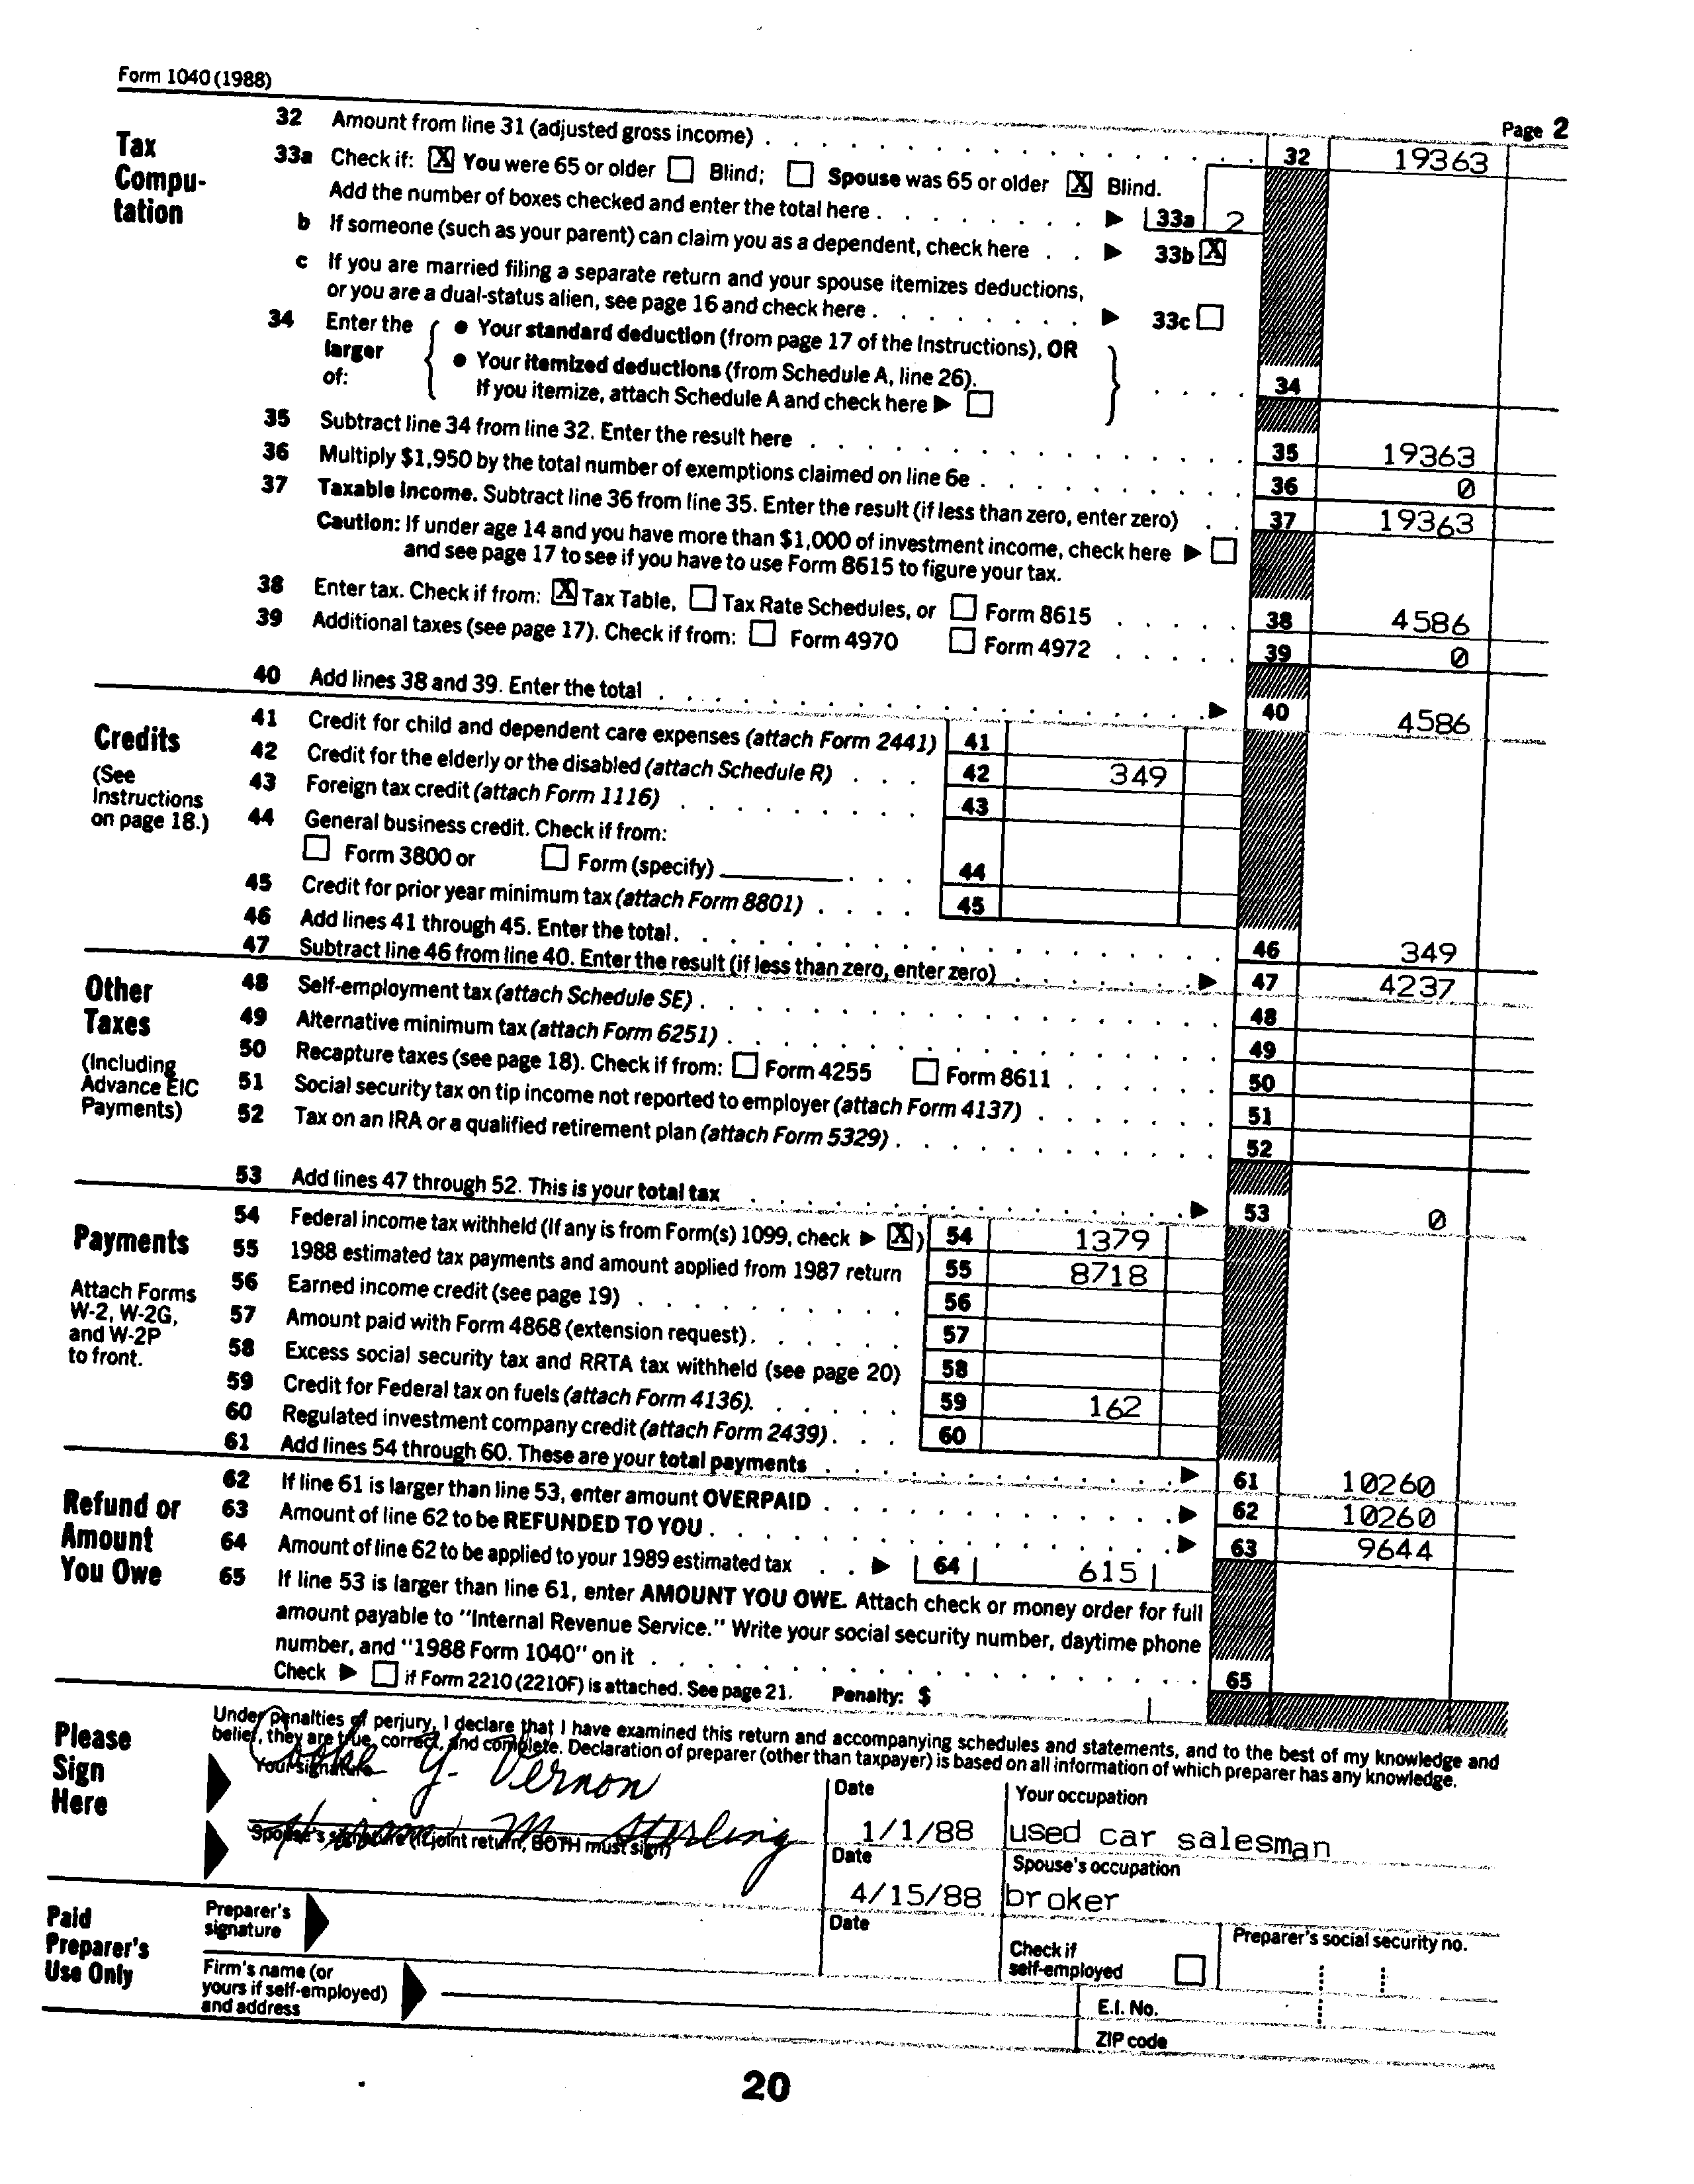 Form 1040 (1988)
Page 2
Tax Compu-tation
32 Amount from line 31 (adjusted gross income) 32 19363
33a Check if: X You were 65 or older Blind; Spouse was 65 or older X Blind.
Add the number of boxes checked and enter the total here 33a 2
b If someone (such as your parent) can claim you as a dependent, check here 33b X
c If you are married filing a separate return and your spouse itemizes deductions,
or you are a dual-status alien, see page 16 and check here 33c
34 Enter the larger of:
• Your standard deduction (from page 17 of the Instructions), OR
• Your itemized deductions (from Schedule A, line 26).
If you itemize, attach Schedule A and check here ▶ 34
35 Subtract line 34 from line 32. Enter the result here 35 19363
36 Multiply $1,950 by the total number of exemptions claimed on line 6e 36 0
37 Taxable income. Subtract line 36 from line 35. Enter the result (if less than zero, enter zero) 37 19363
Caution: If under age 14 and you have more than $1,000 of investment income, check here ▶
and see page 17 to see if you have to use Form 8615 to figure your tax.
38 Enter tax. Check if from: X Tax Table, Tax Rate Schedules, or Form 8615 38 4586
39 Additional taxes (see page 17). Check if from: Form 4970 Form 4972 39 0
40 Add lines 38 and 39. Enter the total ▶ 40 4586
Credits
(See Instructions on page 18.)
41 Credit for child and dependent care expenses (attach Form 2441) 41
42 Credit for the elderly or the disabled (attach Schedule R) 42 349
43 Foreign tax credit (attach Form 1116) 43
44 General business credit. Check if from:
Form 3800 or Form (specify) 44
45 Credit for prior year minimum tax (attach Form 8801) 45
46 Add lines 41 through 45. Enter the total 46 349
47 Subtract line 46 from line 40. Enter the result (if less than zero, enter zero) ▶ 47 4237
Other Taxes
(Including Advance EIC Payments)
48 Self-employment tax (attach Schedule SE) 48
49 Alternative minimum tax (attach Form 6251) 49
50 Recapture taxes (see page 18). Check if from: Form 4255 Form 8611 50
51 Social security tax on tip income not reported to employer (attach Form 4137) 51
52 Tax on an IRA or a qualified retirement plan (attach Form 5329) 52
53 Add lines 47 through 52. This is your total tax ▶ 53 0
Payments
Attach Forms W-2, W-2G, and W-2P to front.
54 Federal income tax withheld (If any is from Form(s) 1099, check ▶ X ) 54 1379
55 1988 estimated tax payments and amount applied from 1987 return 55 8718
56 Earned income credit (see page 19) 56
57 Amount paid with Form 4868 (extension request) 57
58 Excess social security tax and RRTA tax withheld (see page 20) 58
59 Credit for Federal tax on fuels (attach Form 4136) 59 162
60 Regulated investment company credit (attach Form 2439) 60
61 Add lines 54 through 60. These are your total payments ▶ 61 10260
Refund or Amount You Owe
62 If line 61 is larger than line 53, enter amount OVERPAID ▶ 62 10260
63 Amount of line 62 to be REFUNDED TO YOU ▶ 63 9644
64 Amount of line 62 to be applied to your 1989 estimated tax ▶ 64 615
65 If line 53 is larger than line 61, enter AMOUNT YOU OWE. Attach check or money order for full
amount payable to "Internal Revenue Service." Write your social security number, daytime phone
number, and "1988 Form 1040" on it 65
Check ▶ if Form 2210 (2210F) is attached. See page 21. Penalty: $
Please Sign Here
Under penalties of perjury, I declare that I have examined this return and accompanying schedules and statements, and to the best of my knowledge and
belief, they are true, correct, and complete. Declaration of preparer (other than taxpayer) is based on all information of which preparer has any knowledge.
Your signature Y. Vernon
Date 1/1/88
Your occupation used car salesman
Spouse's signature (if joint return, BOTH must sign) M Sterling
Date 4/15/88
Spouse's occupation broker
Paid Preparer's Use Only
Preparer's signature
Date
Check if self-employed
Preparer's social security no.
Firm's name (or yours if self-employed) and address
E.I. No.
ZIP code
20